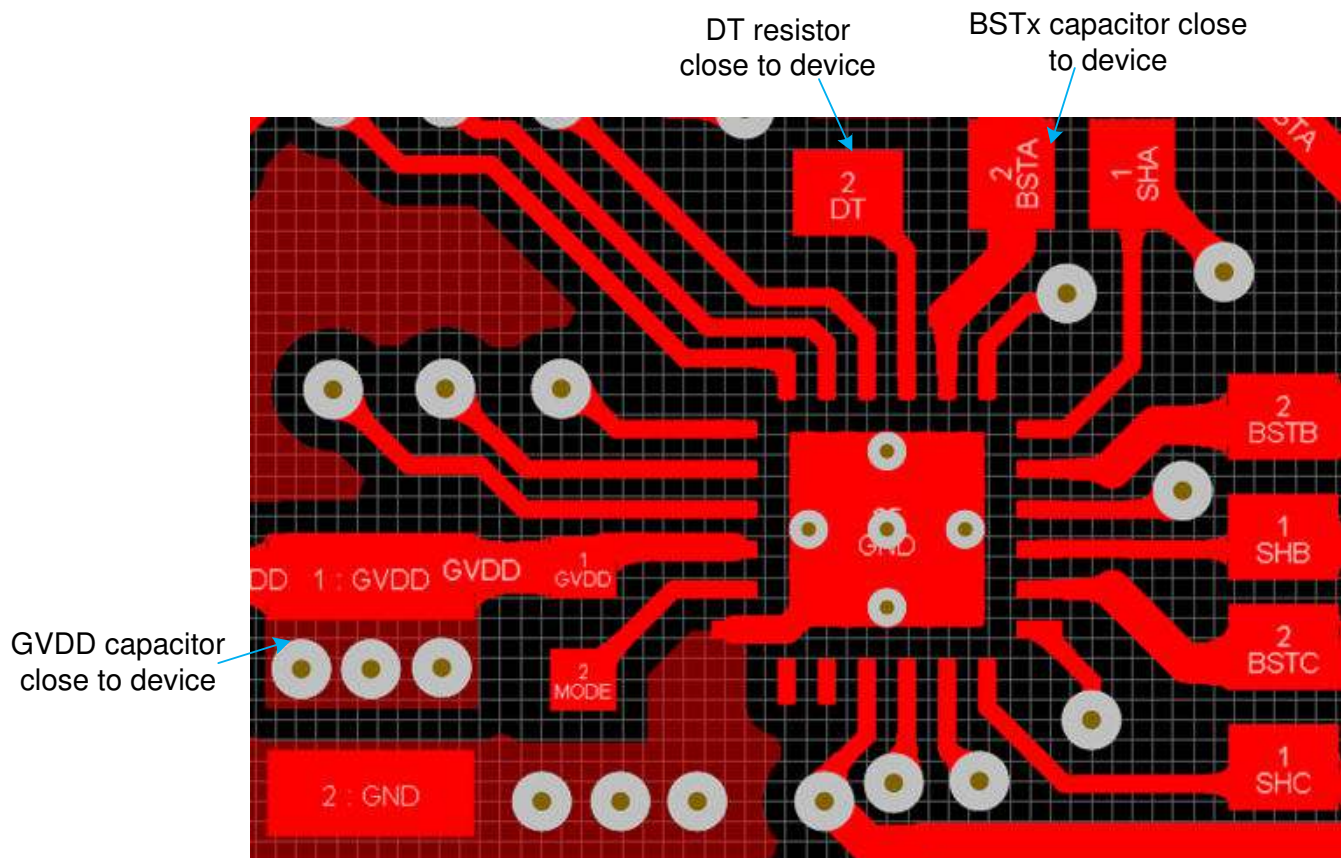 DT resistor
close to device
BSTx capacitor close
to device
2
DT
2
BSTA
1
SHA
STA
2
BSTB
1
SHB
2
BSTC
1
SHC
GND
DD 1 : GVDD GVDD
1
GVDD
GVDD capacitor
close to device
2
MODE
2 : GND